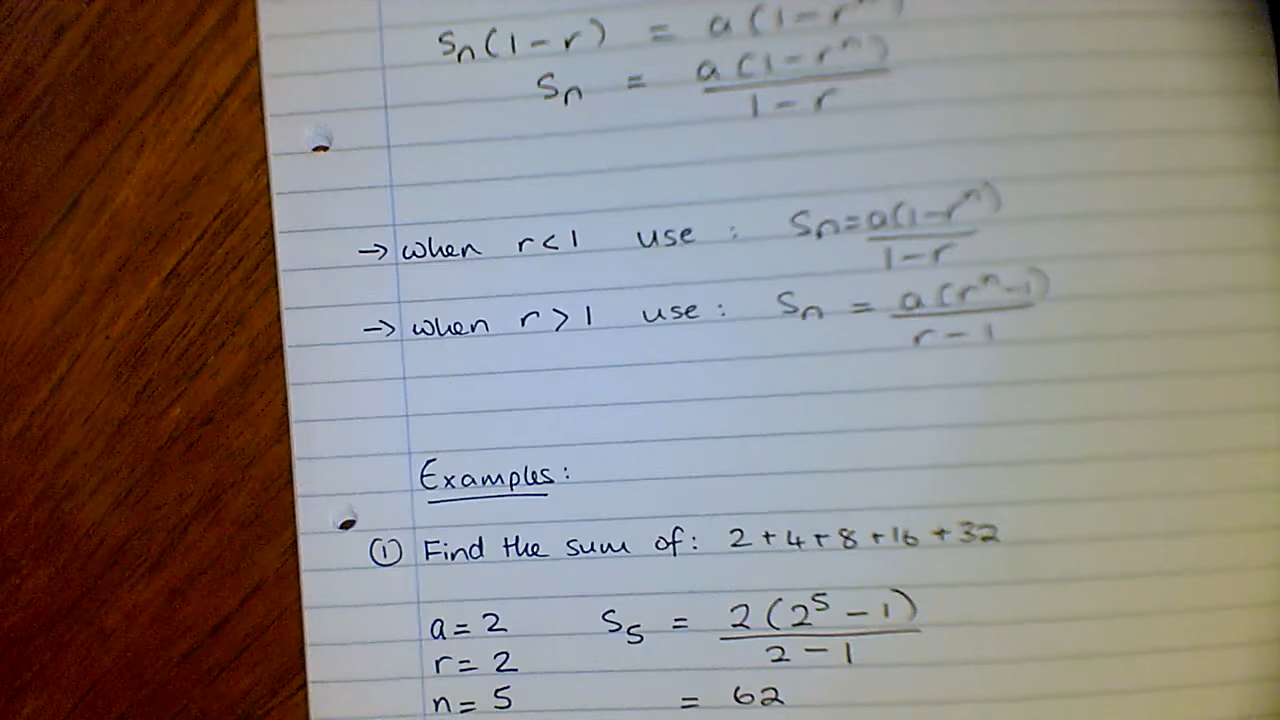 Sn(1-r) = a(1-r^n)
Sn = a(1-r^n) / 1-r
→ when r<1 use : Sn = a(1-r^n) / 1-r
→ when r>1 use : Sn = a(r^n-1) / r-1
Examples:
① Find the sum of: 2+4+8+16+32
a=2 S5 = 2(2^5-1) / 2-1
r=2
n=5 = 62